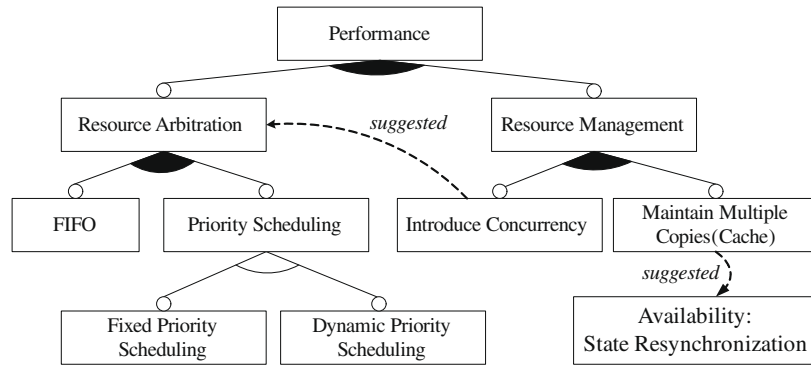 Performance
Resource Arbitration
suggested
Resource Management
FIFO
Priority Scheduling
Introduce Concurrency
Maintain Multiple
Copies(Cache)
suggested
Fixed Priority
Scheduling
Dynamic Priority
Scheduling
Availability:
State Resynchronization